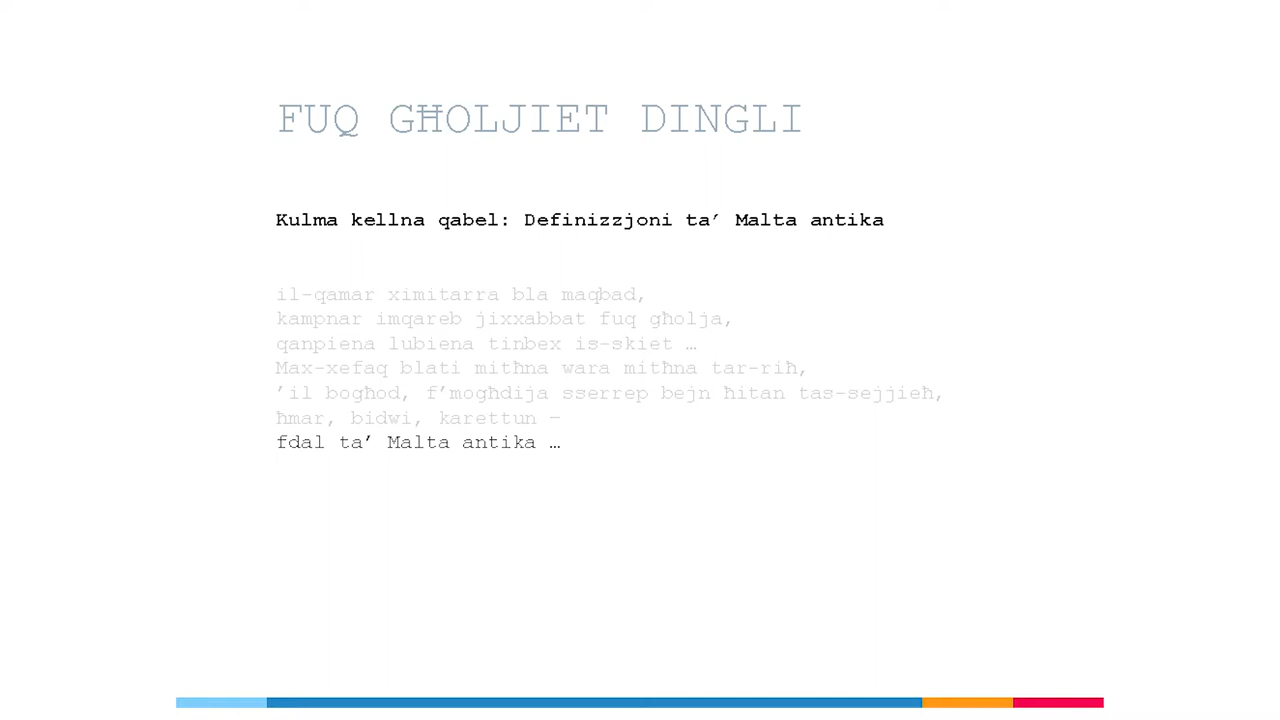 FUQ GĦOLJIET DINGLI
Kulma kellna qabel: Definizzjoni ta’ Malta antika
il-qamar ximitarra bla maqbad,
kampnar imqareb jixxabbat fuq għolja,
qanpiena lubiena tinbex is-skiet …
Max-xefaq blati mitħna wara mitħna tar-riħ,
’il bogħod, f’mogħdija sserrep bejn ħitan tas-sejjieħ,
ħmar, bidwi, karettun –
fdal ta’ Malta antika …